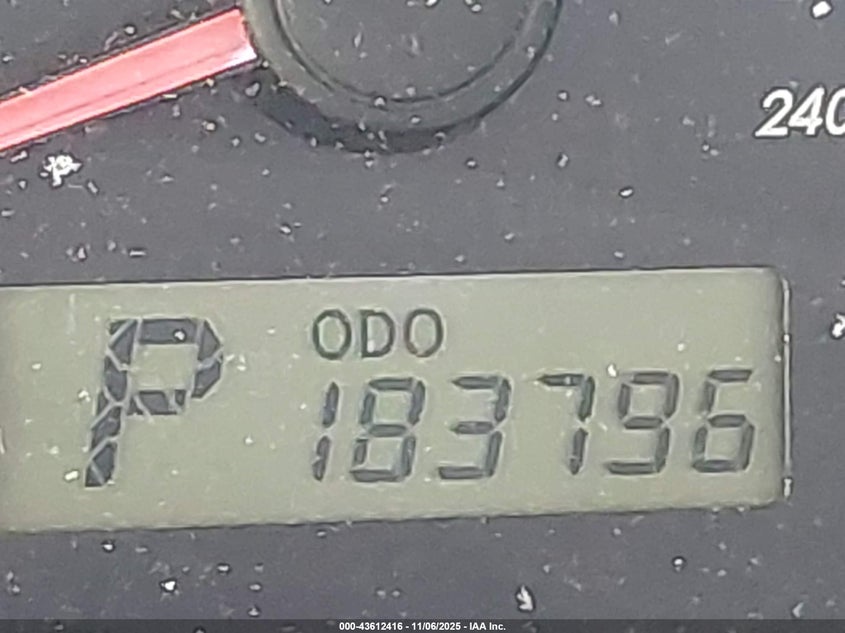 240
ODO
P 183796
000-43612416 - 11/06/2025 - IAA Inc.